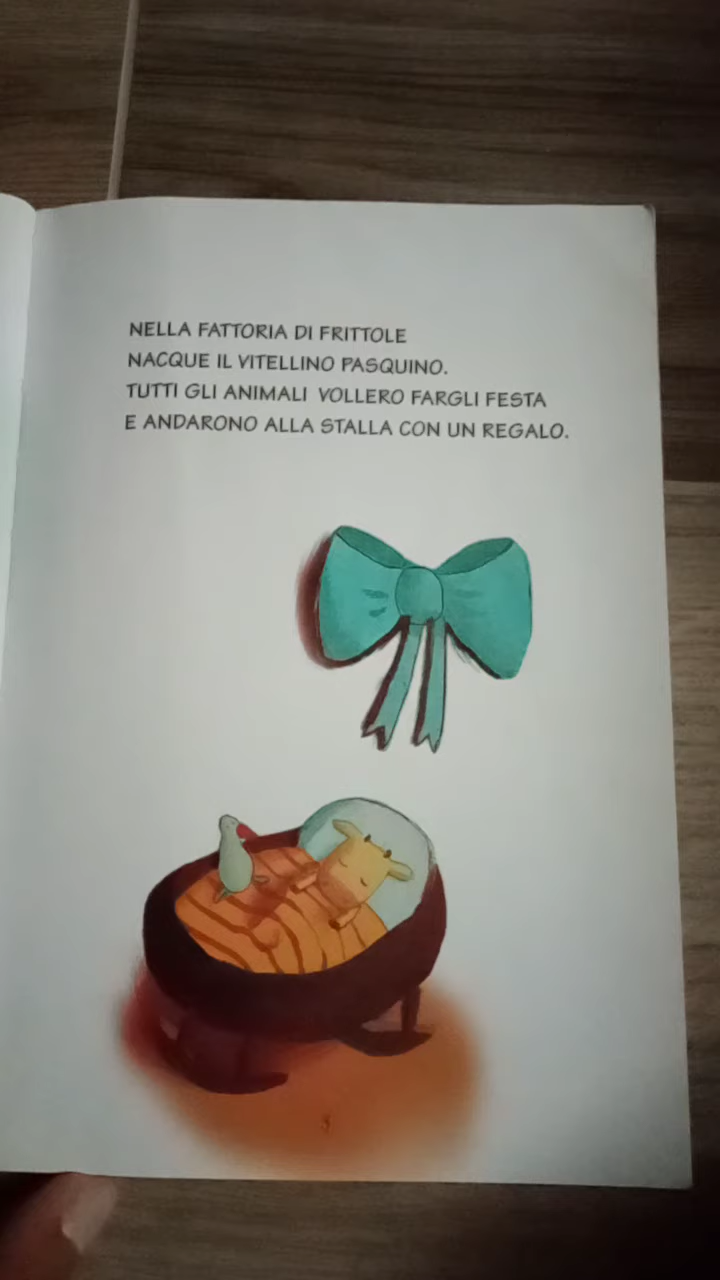 NELLA FATTORIA DI FRITTOLE
NACQUE IL VITELLINO PASQUINO.
TUTTI GLI ANIMALI VOLLERO FARGLI FESTA
E ANDARONO ALLA STALLA CON UN REGALO.